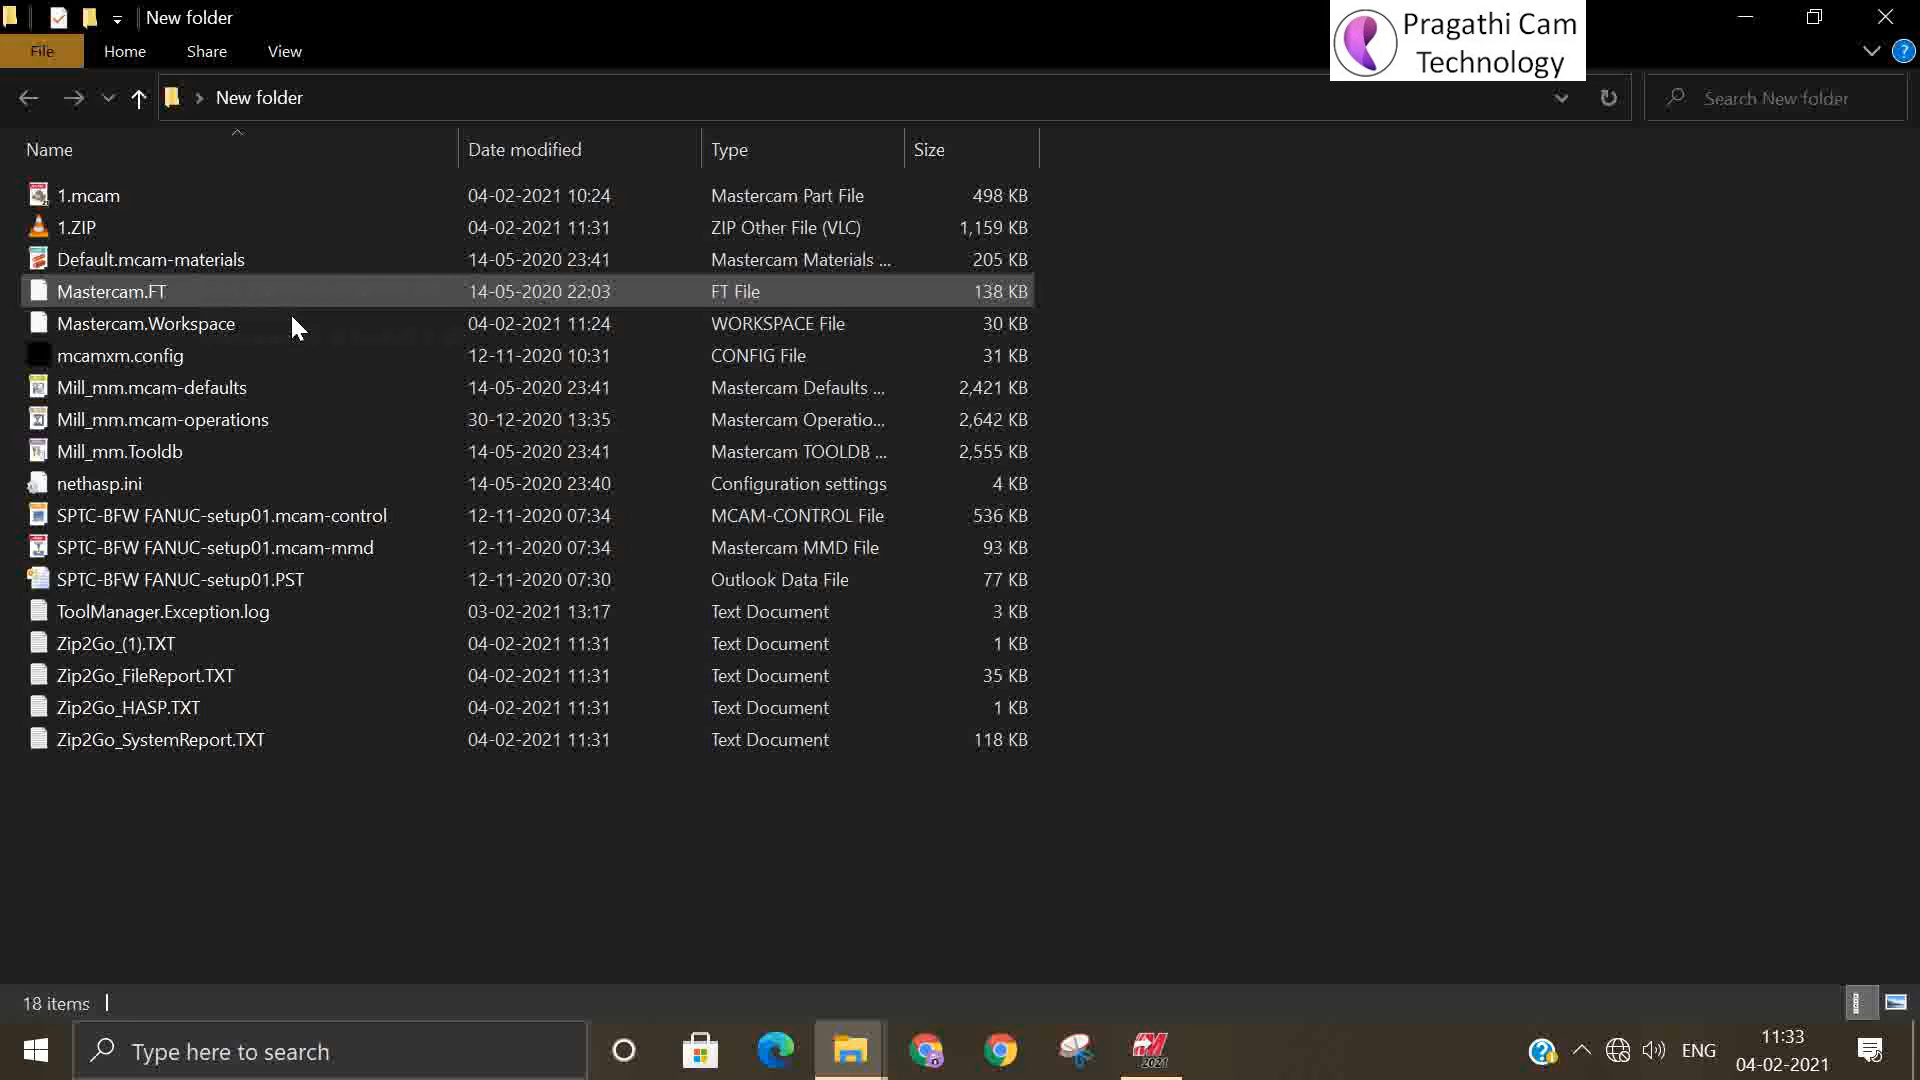 New folder
Pragathi Cam
Technology
File Home Share View
New folder
Search New folder
Name Date modified Type Size
1.mcam 04-02-2021 10:24 Mastercam Part File 498 KB
1.ZIP 04-02-2021 11:31 ZIP Other File (VLC) 1,159 KB
Default.mcam-materials 14-05-2020 23:41 Mastercam Materials ... 205 KB
Mastercam.FT 14-05-2020 22:03 FT File 138 KB
Mastercam.Workspace 04-02-2021 11:24 WORKSPACE File 30 KB
mcamxm.config 12-11-2020 10:31 CONFIG File 31 KB
Mill_mm.mcam-defaults 14-05-2020 23:41 Mastercam Defaults ... 2,421 KB
Mill_mm.mcam-operations 30-12-2020 13:35 Mastercam Operatio... 2,642 KB
Mill_mm.Tooldb 14-05-2020 23:41 Mastercam TOOLDB ... 2,555 KB
nethasp.ini 14-05-2020 23:40 Configuration settings 4 KB
SPTC-BFW FANUC-setup01.mcam-control 12-11-2020 07:34 MCAM-CONTROL File 536 KB
SPTC-BFW FANUC-setup01.mcam-mmd 12-11-2020 07:34 Mastercam MMD File 93 KB
SPTC-BFW FANUC-setup01.PST 12-11-2020 07:30 Outlook Data File 77 KB
ToolManager.Exception.log 03-02-2021 13:17 Text Document 3 KB
Zip2Go_(1).TXT 04-02-2021 11:31 Text Document 1 KB
Zip2Go_FileReport.TXT 04-02-2021 11:31 Text Document 35 KB
Zip2Go_HASP.TXT 04-02-2021 11:31 Text Document 1 KB
Zip2Go_SystemReport.TXT 04-02-2021 11:31 Text Document 118 KB
18 items
Type here to search
2021
ENG
11:33
04-02-2021